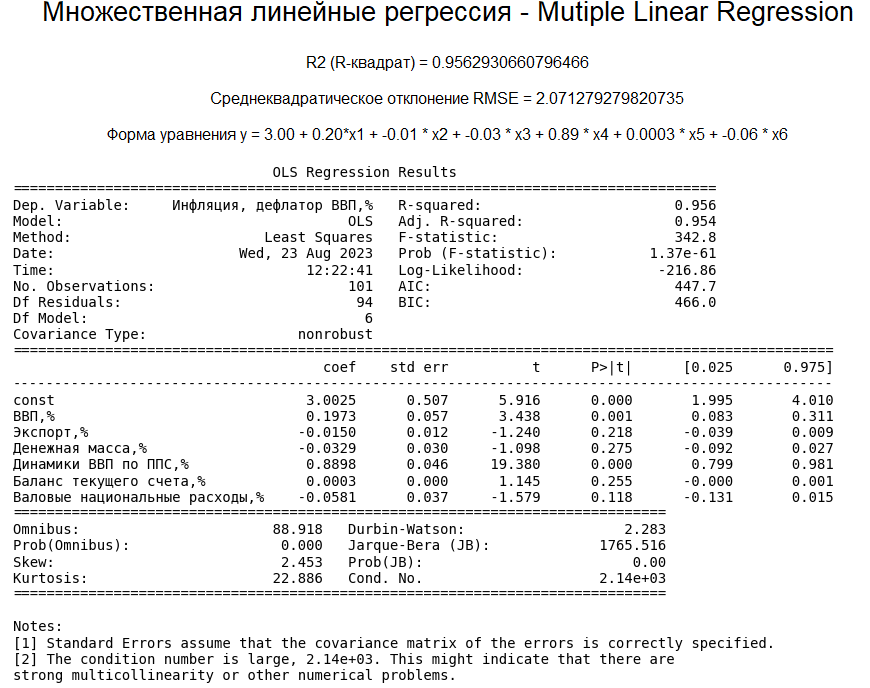 Множественная линейные регрессия - Mutiple Linear Regression
R2 (R-квадрат) = 0.9562930660796466
Среднеквадратическое отклонение RMSE = 2.071279279820735
Форма уравнения y = 3.00 + 0.20*x1 + -0.01 * x2 + -0.03 * x3 + 0.89 * x4 + 0.0003 * x5 + -0.06 * x6
OLS Regression Results
==============================================================================
Dep. Variable: Инфляция, дефлатор ВВП,% R-squared: 0.956
Model: OLS Adj. R-squared: 0.954
Method: Least Squares F-statistic: 342.8
Date: Wed, 23 Aug 2023 Prob (F-statistic): 1.37e-61
Time: 12:22:41 Log-Likelihood: -216.86
No. Observations: 101 AIC: 447.7
Df Residuals: 94 BIC: 466.0
Df Model: 6
Covariance Type: nonrobust
==============================================================================
coef std err t P>|t| [0.025 0.975]
------------------------------------------------------------------------------
const 3.0025 0.507 5.916 0.000 1.995 4.010
ВВП,% 0.1973 0.057 3.438 0.001 0.083 0.311
Экспорт,% -0.0150 0.012 -1.240 0.218 -0.039 0.009
Денежная масса,% -0.0329 0.030 -1.098 0.275 -0.092 0.027
Динамики ВВП по ППС,% 0.8898 0.046 19.380 0.000 0.799 0.981
Баланс текущего счета,% 0.0003 0.000 1.145 0.255 -0.000 0.001
Валовые национальные расходы,% -0.0581 0.037 -1.579 0.118 -0.131 0.015
==============================================================================
Omnibus: 88.918 Durbin-Watson: 2.283
Prob(Omnibus): 0.000 Jarque-Bera (JB): 1765.516
Skew: 2.453 Prob(JB): 0.00
Kurtosis: 22.886 Cond. No. 2.14e+03
==============================================================================
Notes:
[1] Standard Errors assume that the covariance matrix of the errors is correctly specified.
[2] The condition number is large, 2.14e+03. This might indicate that there are
strong multicollinearity or other numerical problems.